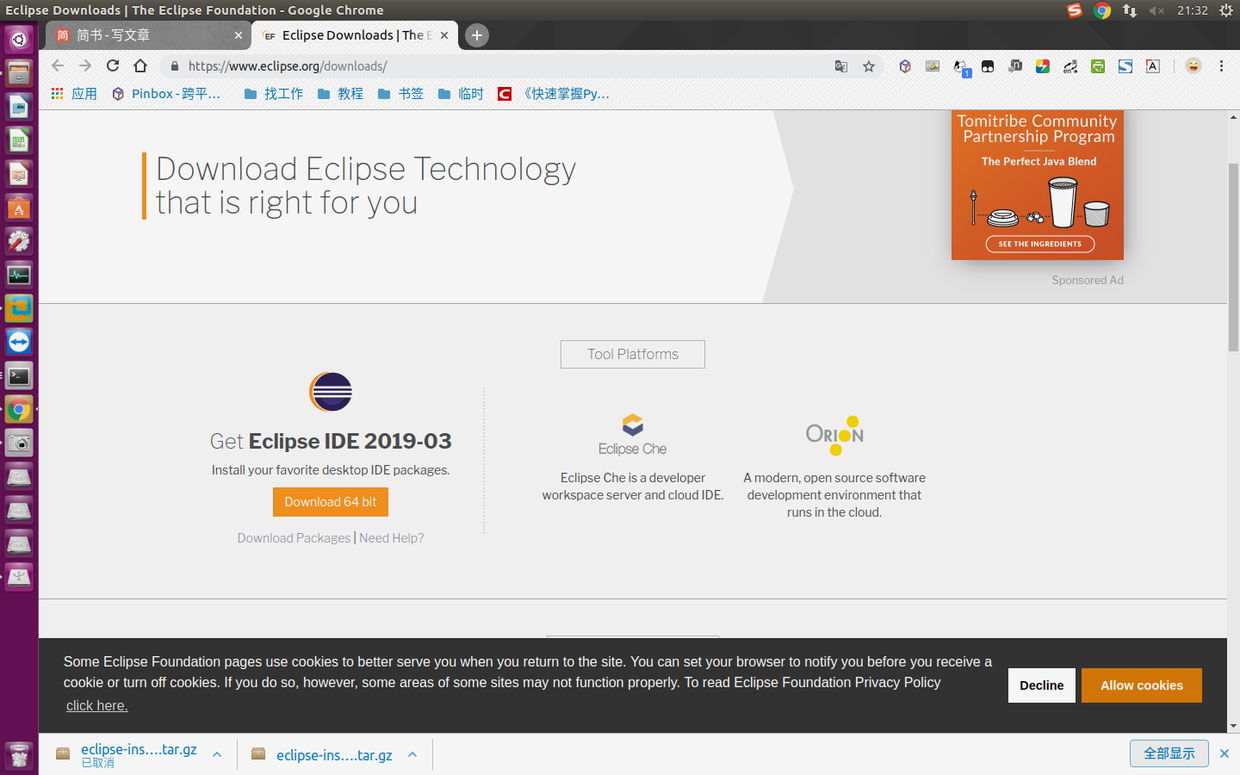 Eclipse Downloads | The Eclipse Foundation - Google Chrome
21:32
简书 - 写文章
Eclipse Downloads | The E
https://www.eclipse.org/downloads/
应用
Pinbox - 跨平…
找工作
教程
书签
临时
《快速掌握Py…
Tomitribe Community
Partnership Program
The Perfect Java Blend
SEE THE INGREDIENTS
Sponsored Ad
Download Eclipse Technology
that is right for you
Tool Platforms
Get Eclipse IDE 2019-03
Install your favorite desktop IDE packages.
Download 64 bit
Download Packages | Need Help?
Eclipse Che
Eclipse Che is a developer
workspace server and cloud IDE.
ORION
A modern, open source software
development environment that
runs in the cloud.
Some Eclipse Foundation pages use cookies to better serve you when you return to the site. You can set your browser to notify you before you receive a
cookie or turn off cookies. If you do so, however, some areas of some sites may not function properly. To read Eclipse Foundation Privacy Policy
click here.
Decline
Allow cookies
eclipse-ins….tar.gz
已取消
eclipse-ins….tar.gz
全部显示